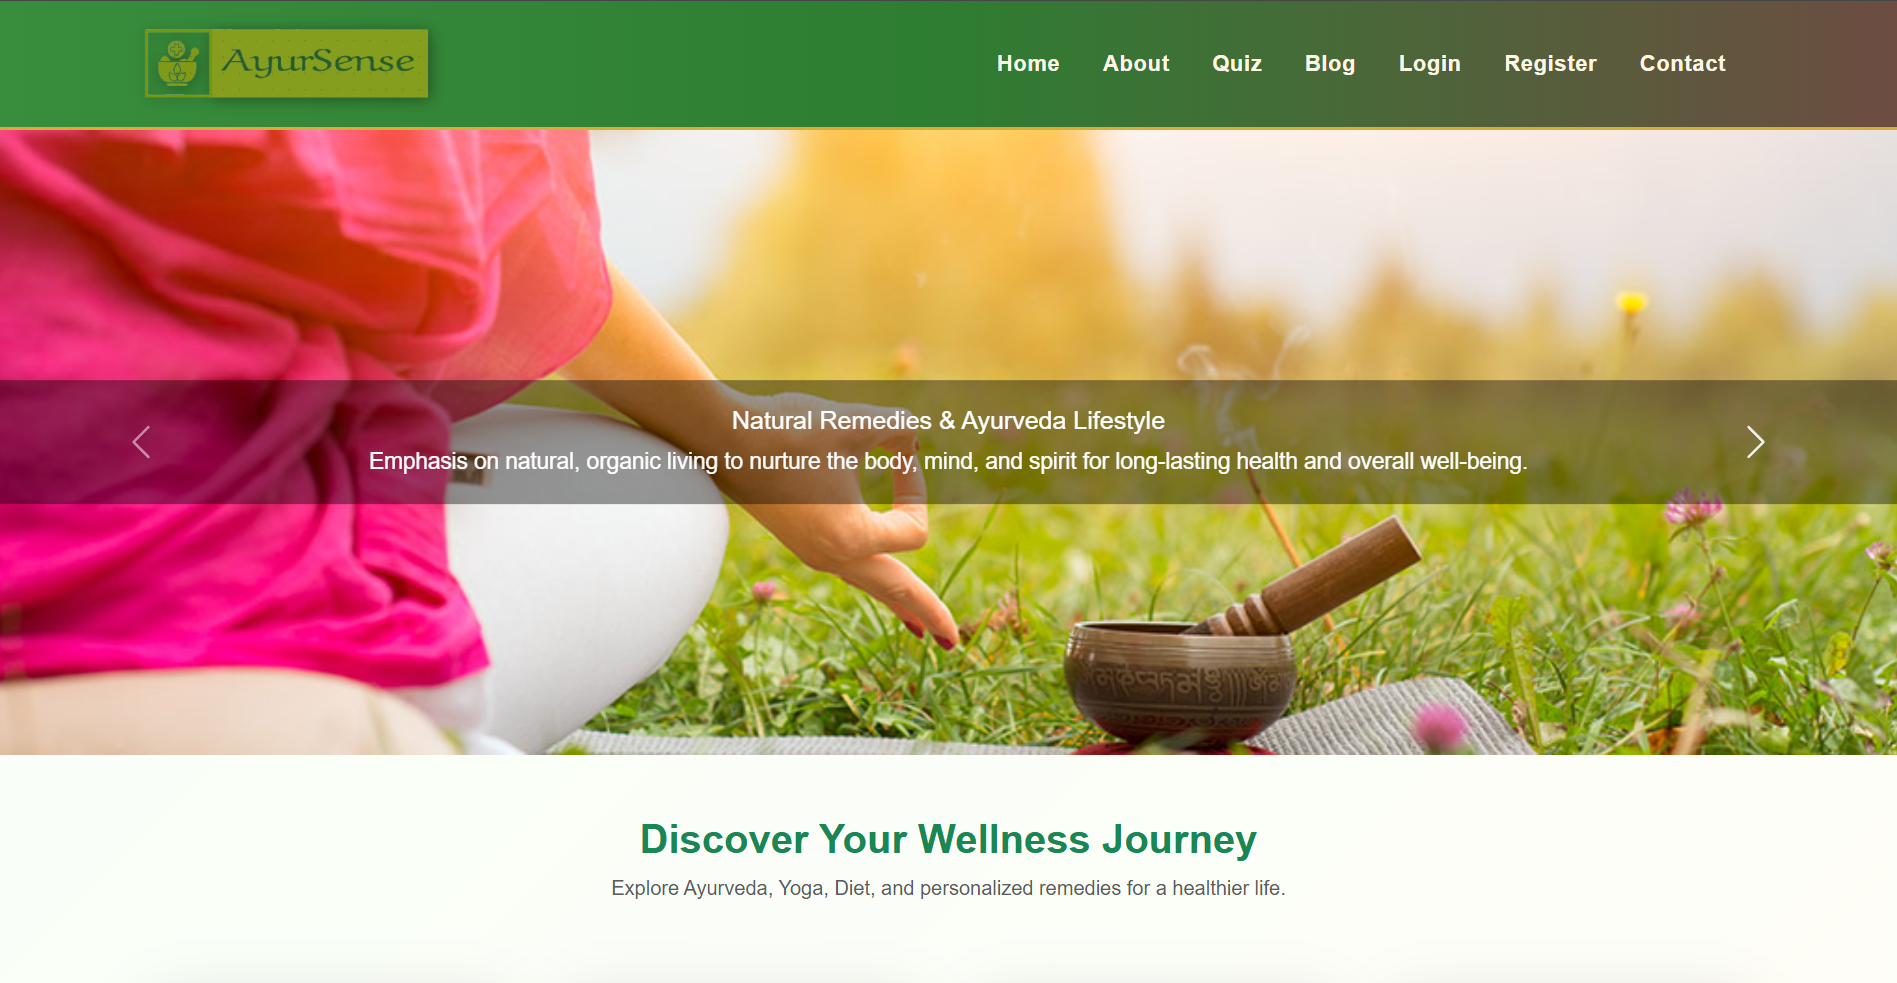 AyurSense
Home About Quiz Blog Login Register Contact
Natural Remedies & Ayurveda Lifestyle
Emphasis on natural, organic living to nurture the body, mind, and spirit for long-lasting health and overall well-being.
Discover Your Wellness Journey
Explore Ayurveda, Yoga, Diet, and personalized remedies for a healthier life.